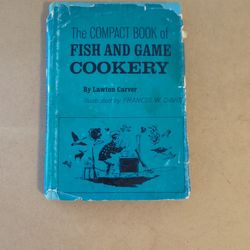 The COMPACT BOOK of
FISH AND GAME
COOKERY
By Lawton Carver
Illustrated by FRANCIS W. DAVIS